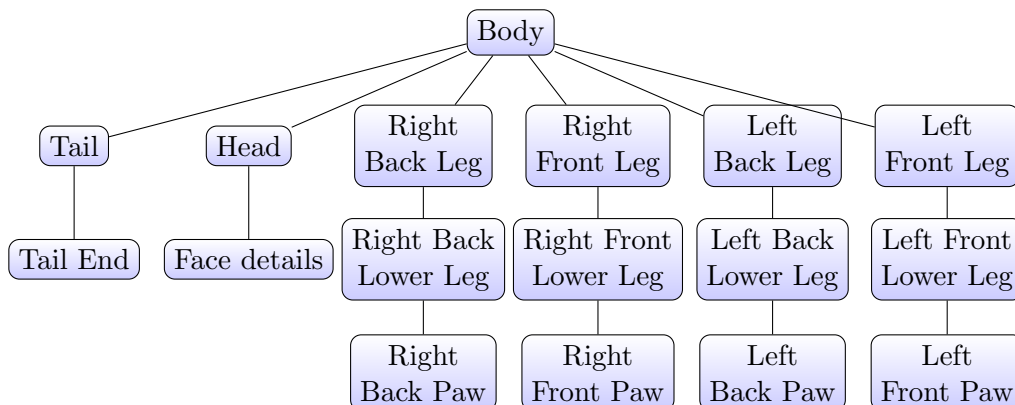 Body
Tail
Head
Right
Back Leg
Right
Front Leg
Left
Back Leg
Left
Front Leg
Tail End
Face details
Right Back
Lower Leg
Right Front
Lower Leg
Left Back
Lower Leg
Left Front
Lower Leg
Right
Back Paw
Right
Front Paw
Left
Back Paw
Left
Front Paw